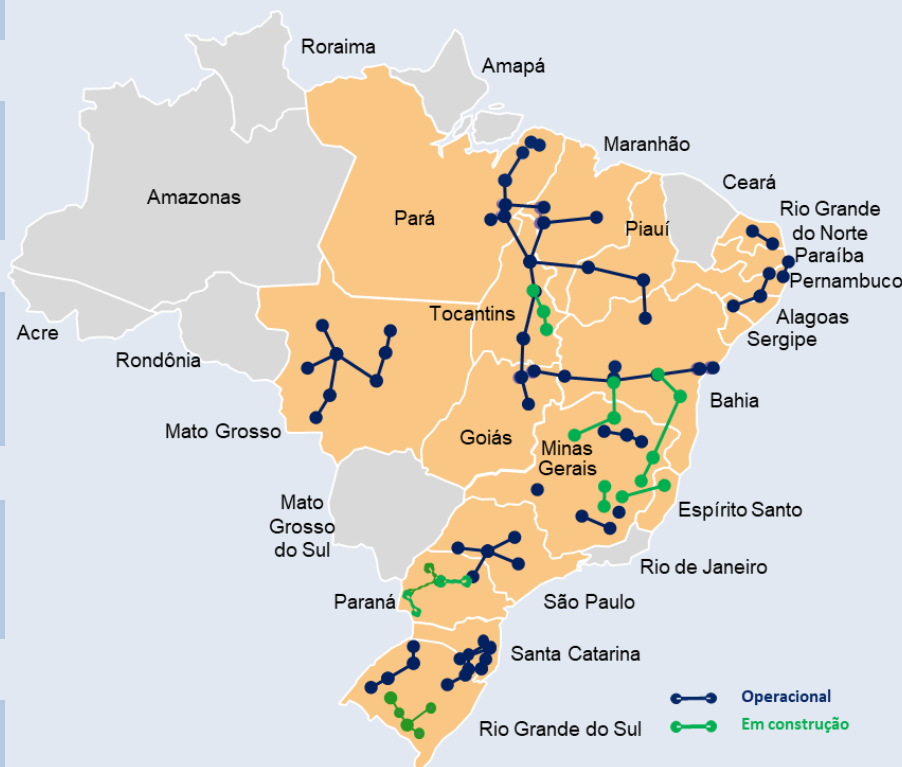 Roraima
Amapá
Maranhão
Ceará
Amazonas
Pará
Piauí
Rio Grande
do Norte
Paraíba
Pernambuco
Tocantins
Alagoas
Sergipe
Acre
Rondônia
Bahia
Mato Grosso
Goiás
Minas
Gerais
Mato
Grosso
do Sul
Espírito Santo
Rio de Janeiro
Paraná
São Paulo
Santa Catarina
Operacional
Rio Grande do Sul
Em construção